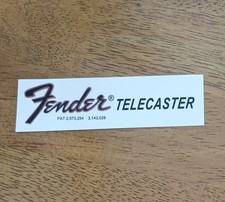 Fender® TELECASTER
PAT 2,573,254 3,143,028